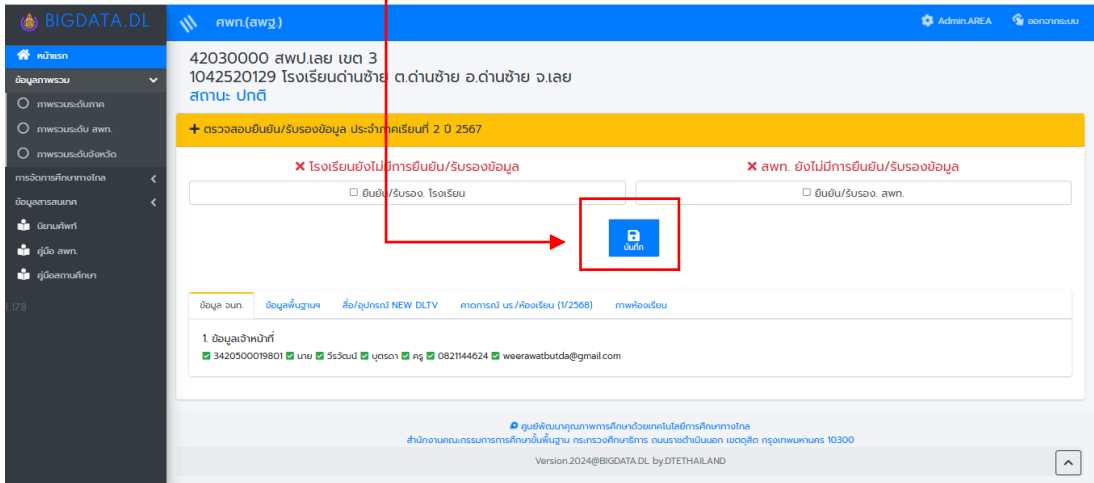 BIGDATA.DL
ศพก.(สพฐ.)
Admin.AREA
ออกจากระบบ
หน้าแรก
ข้อมูลภาพรวม
ภาพรวมระดับภาค
ภาพรวมระดับ สพท.
ภาพรวมระดับจังหวัด
การจัดการศึกษาทางไกล
ข้อมูลสารสนเทศ
นิยามศัพท์
คู่มือ สพท.
คู่มือสถานศึกษา
1.178
42030000 สพป.เลย เขต 3
1042520129 โรงเรียนด่านซ้าย ต.ด่านซ้าย อ.ด่านซ้าย จ.เลย
สถานะ ปกติ
ตรวจสอบยืนยัน/รับรองข้อมูล ประจำภาคเรียนที่ 2 ปี 2567
โรงเรียนยังไม่มีการยืนยัน/รับรองข้อมูล
สพท. ยังไม่มีการยืนยัน/รับรองข้อมูล
ยืนยัน/รับรอง. โรงเรียน
ยืนยัน/รับรอง. สพท.
บันทึก
ข้อมูล จนท.
ข้อมูลพื้นฐานฯ
สื่อ/อุปกรณ์ NEW DLTV
คาดการณ์ นร./ห้องเรียน (1/2568)
ภาพห้องเรียน
1. ข้อมูลเจ้าหน้าที่
3420500019801 นาย วีรวัฒน์ บุตรดา ครู 0821144624 weerawatbutda@gmail.com
ศูนย์พัฒนาคุณภาพการศึกษาด้วยเทคโนโลยีการศึกษาทางไกล
สำนักงานคณะกรรมการการศึกษาขั้นพื้นฐาน กระทรวงศึกษาธิการ ถนนราชดำเนินนอก เขตดุสิต กรุงเทพมหานคร 10300
Version.2024@BIGDATA.DL by.DTETHAILAND